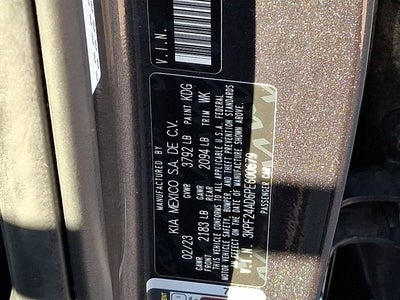 MANUFACTURED BY
KIA MEXICO S.A. DE C.V.
02/23 GVWR 3792 LB PAINT KDG
GAWR FRONT 2183 LB GAWR REAR 2094 LB TRIM WK
THIS VEHICLE CONFORMS TO ALL APPLICABLE U.S.A. FEDERAL
MOTOR VEHICLE SAFETY, BUMPER, AND THEFT PREVENTION STANDARDS
IN EFFECT ON THE DATE OF MANUFACTURE SHOWN ABOVE.
V.I.N. 3KPF24AD6PE600679
PASSENGER CAR
V.I.N.